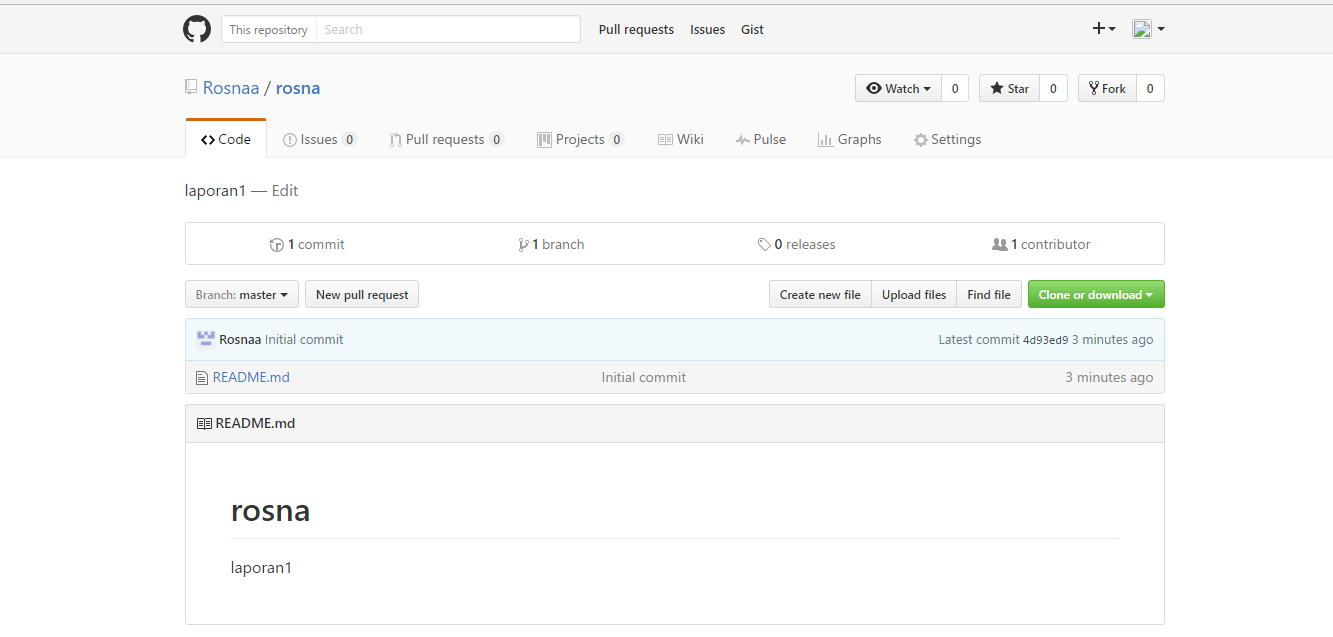 This repository Search Pull requests Issues Gist
Rosnaa / rosna Watch 0 Star 0 Fork 0
Code Issues 0 Pull requests 0 Projects 0 Wiki Pulse Graphs Settings
laporan1 — Edit
1 commit 1 branch 0 releases 1 contributor
Branch: master New pull request Create new file Upload files Find file Clone or download
Rosnaa Initial commit Latest commit 4d93ed9 3 minutes ago
README.md Initial commit 3 minutes ago
README.md
rosna
laporan1